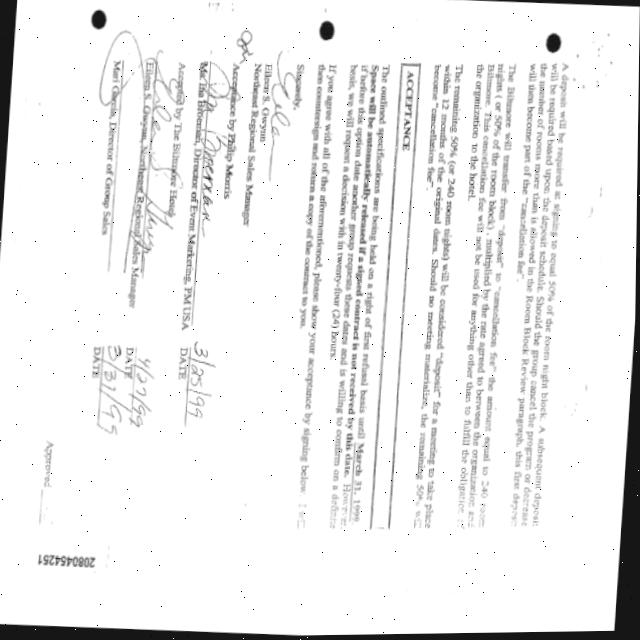 A deposit will be required at signing to equal 50% of the room night block. A subsequent deposit
will be required based upon the deposit schedule. Should the group cancel the program or decrease
the number of rooms more than is allowed in the Room Block Review paragraph, this first deposit
will then become part of the "cancellation fee".
The Biltmore will transfer from "deposit" to "cancellation fee" the amount equal to 240 room
nights (or 50% of the room block), multiplied by the rate agreed to between the organization and
Biltmore. This cancellation fee will not be used for anything other than to fulfill the obligation of
the organization to the hotel.
The remaining 50% (or 240 room nights) will be considered "deposit" for a meeting to take place
within 12 months of the original dates. Should no meeting materialize, the remaining 50% will
become "cancellation fee".
ACCEPTANCE
The outlined specifications are being held on a right of first refusal basis until March 31, 1999
Space will be automatically released if a signed contract is not received by this date. However
if before this option date another group requests these dates and is willing to confirm on a definite
basis, we will require a decision with in twenty-four (24) hours.
If you agree with all of the aforementioned, please show your acceptance by signing below. I will
then countersign and return a copy of the contract to you.
Sincerely,
Eileen S. Gwynn
Northeast Regional Sales Manager
Acceptance by Philip Morris
3/25/99
Ms. Ina Broeman, Director of Event Marketing, PM USA DATE
Accepted by The Biltmore Hotel
4/27/99
Eileen S. Gwynn, Northeast Regional Sales Manager DATE
3/31/99
Mari Garcia, Director of Group Sales DATE
Approved
2080454251